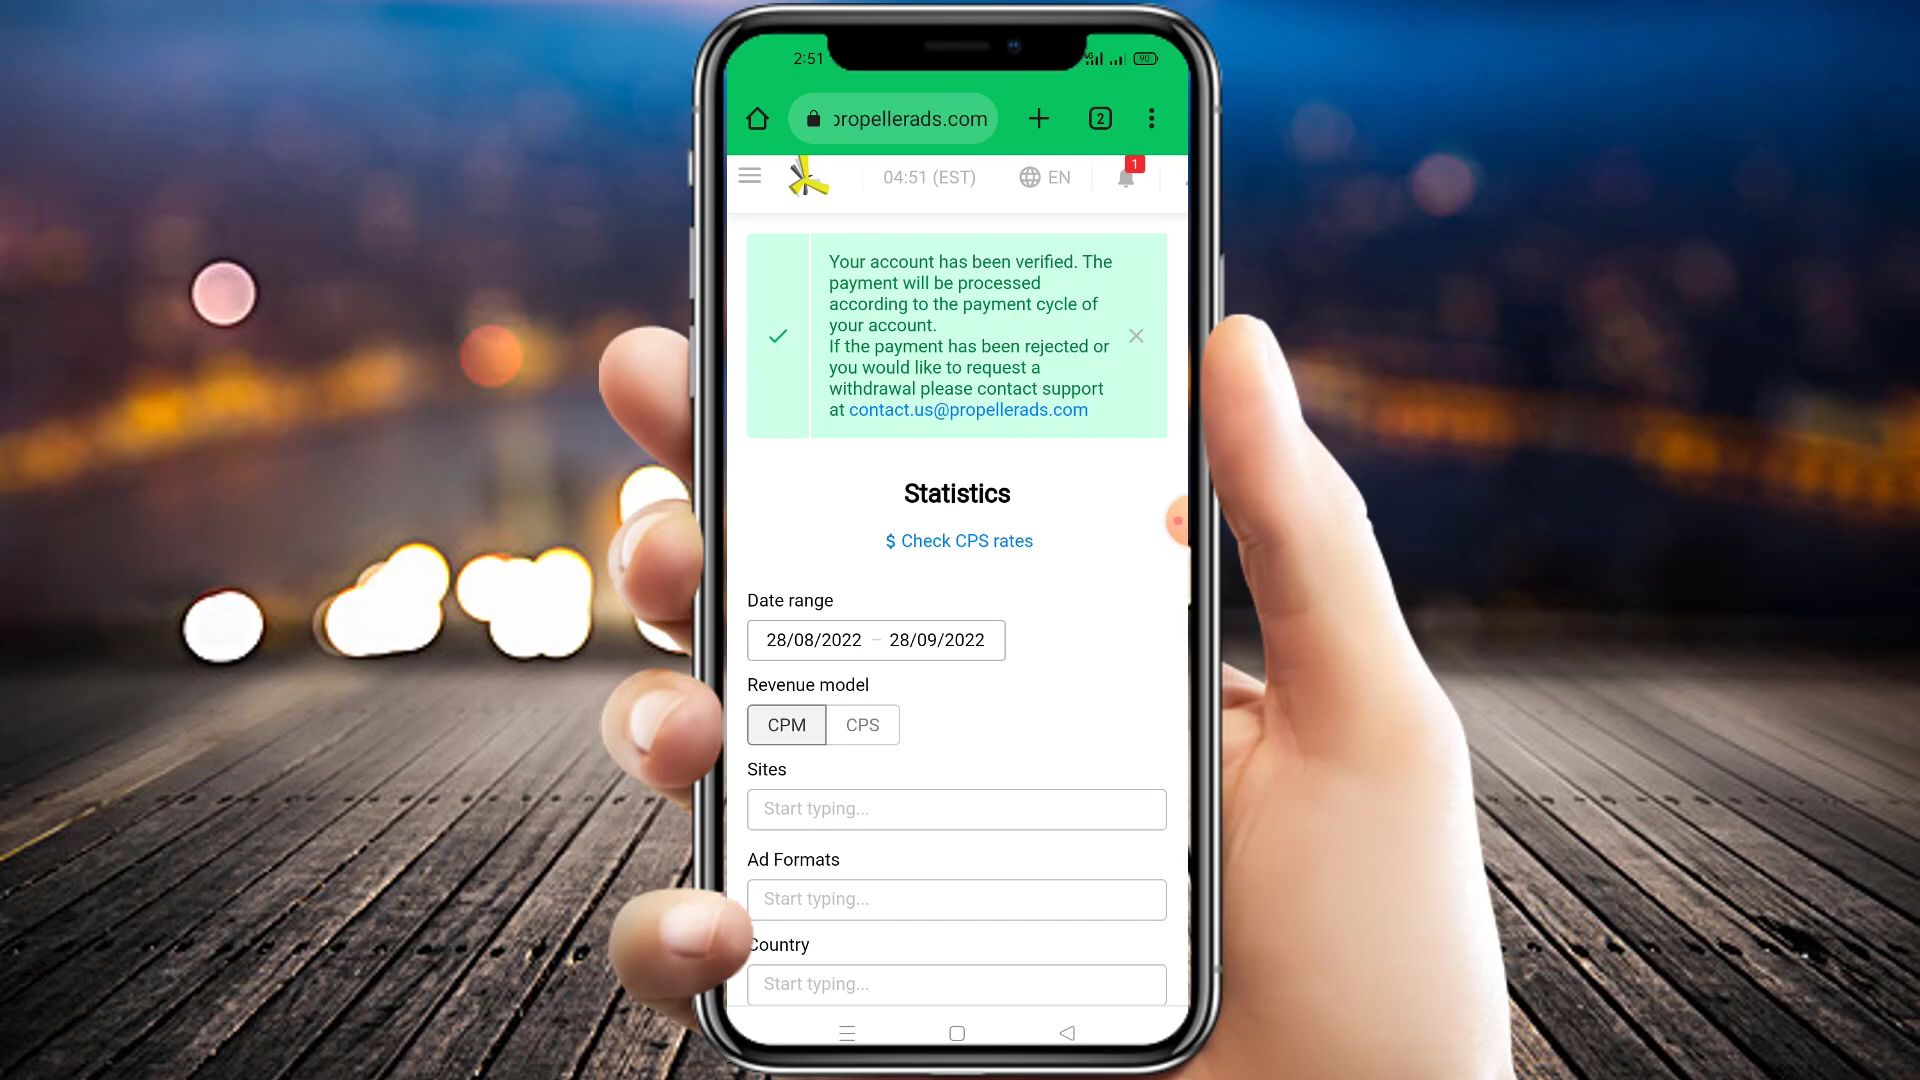 2:51
90
propellerads.com
2
04:51 (EST)
EN
1
Your account has been verified. The
payment will be processed
according to the payment cycle of
your account.
If the payment has been rejected or
you would like to request a
withdrawal please contact support
at contact.us@propellerads.com
Statistics
$ Check CPS rates
Date range
28/08/2022 – 28/09/2022
Revenue model
CPM
CPS
Sites
Start typing...
Ad Formats
Start typing...
Country
Start typing...